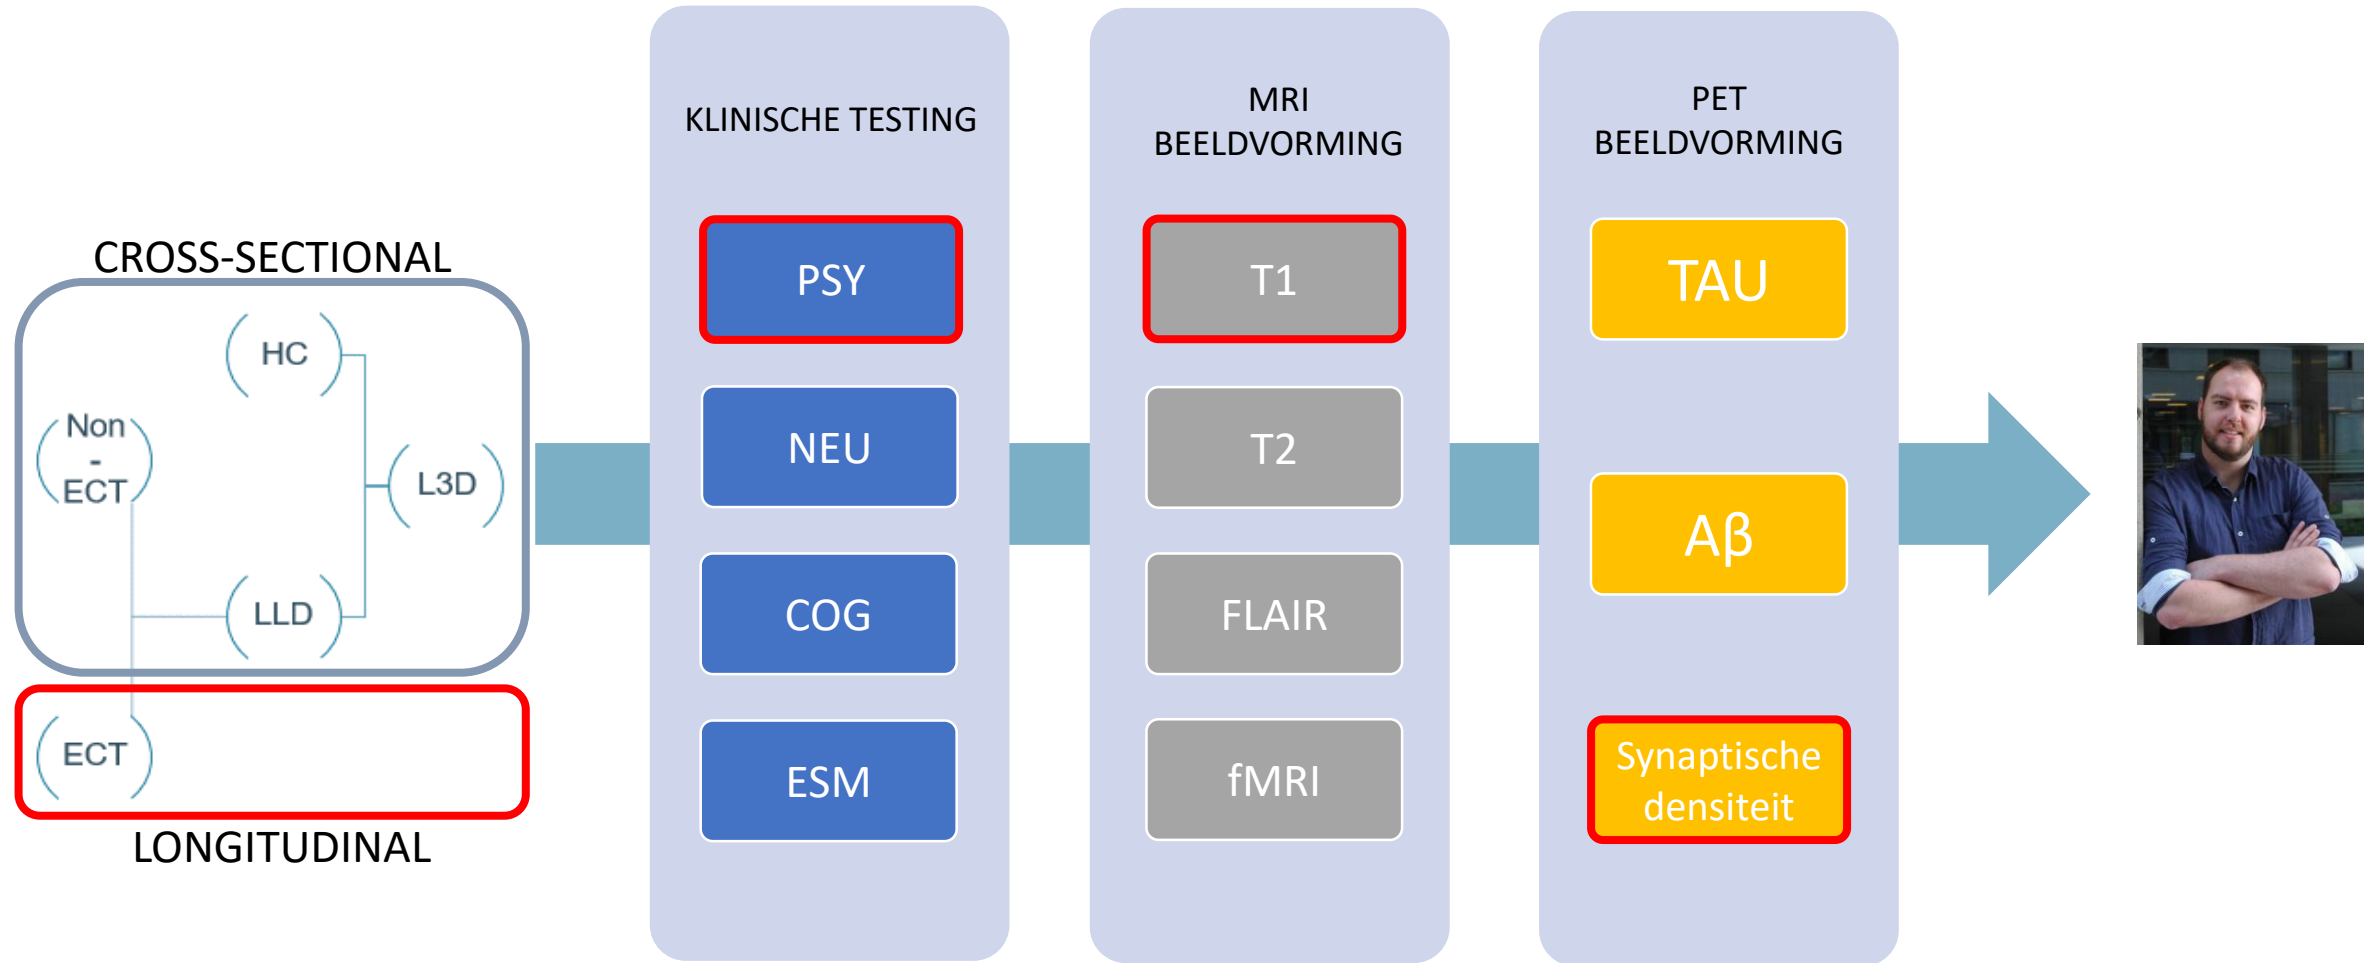 CROSS-SECTIONAL
HC
Non
-
ECT
L3D
LLD
ECT
LONGITUDINAL
KLINISCHE TESTING
PSY
NEU
COG
ESM
MRI
BEELDVORMING
T1
T2
FLAIR
fMRI
PET
BEELDVORMING
TAU
Aβ
Synaptische
densiteit